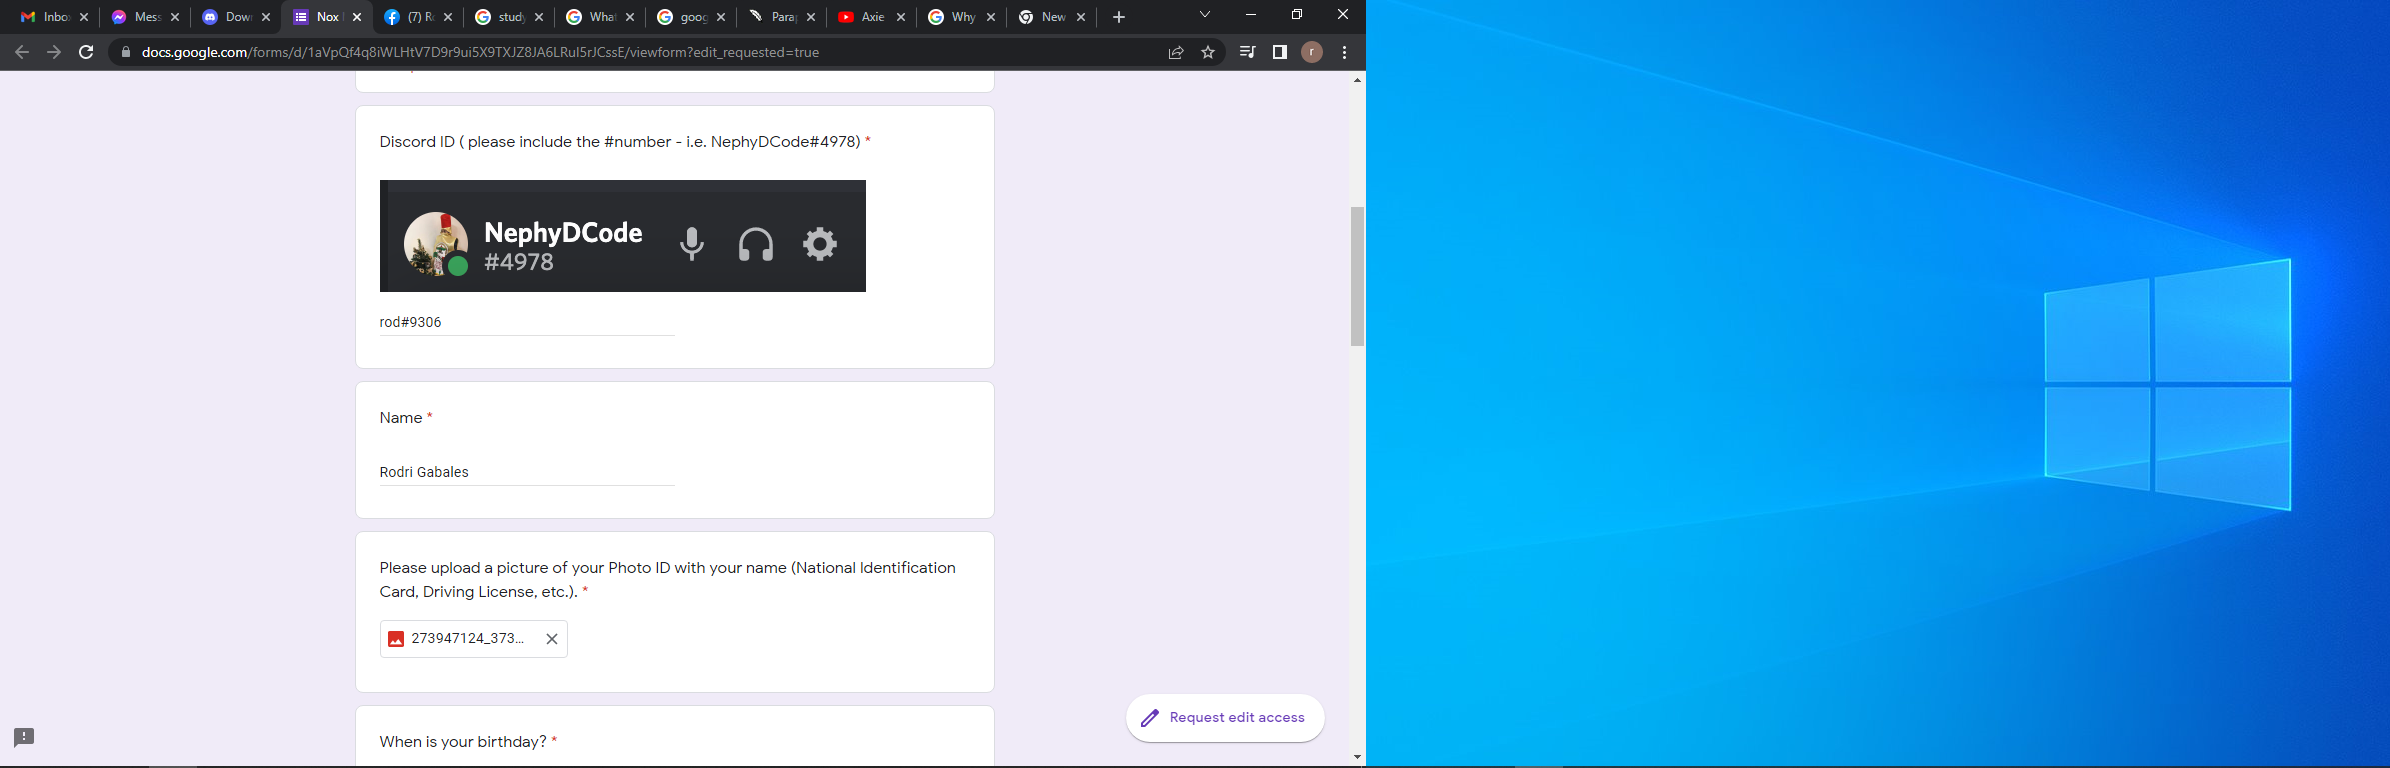 Inbo
Mess
Dow
Nox
(7) R
study
What
goog
Para
Axie
Why
New
docs.google.com/forms/d/1aVpQf4q8iWLHtV7D9r9ui5X9TXJZ8JA6LRuI5rJCssE/viewform?edit_requested=true
r
Discord ID ( please include the #number - i.e. NephyDCode#4978) *
NephyDCode
#4978
rod#9306
Name *
Rodri Gabales
Please upload a picture of your Photo ID with your name (National Identification
Card, Driving License, etc.). *
273947124_373...
Request edit access
When is your birthday? *